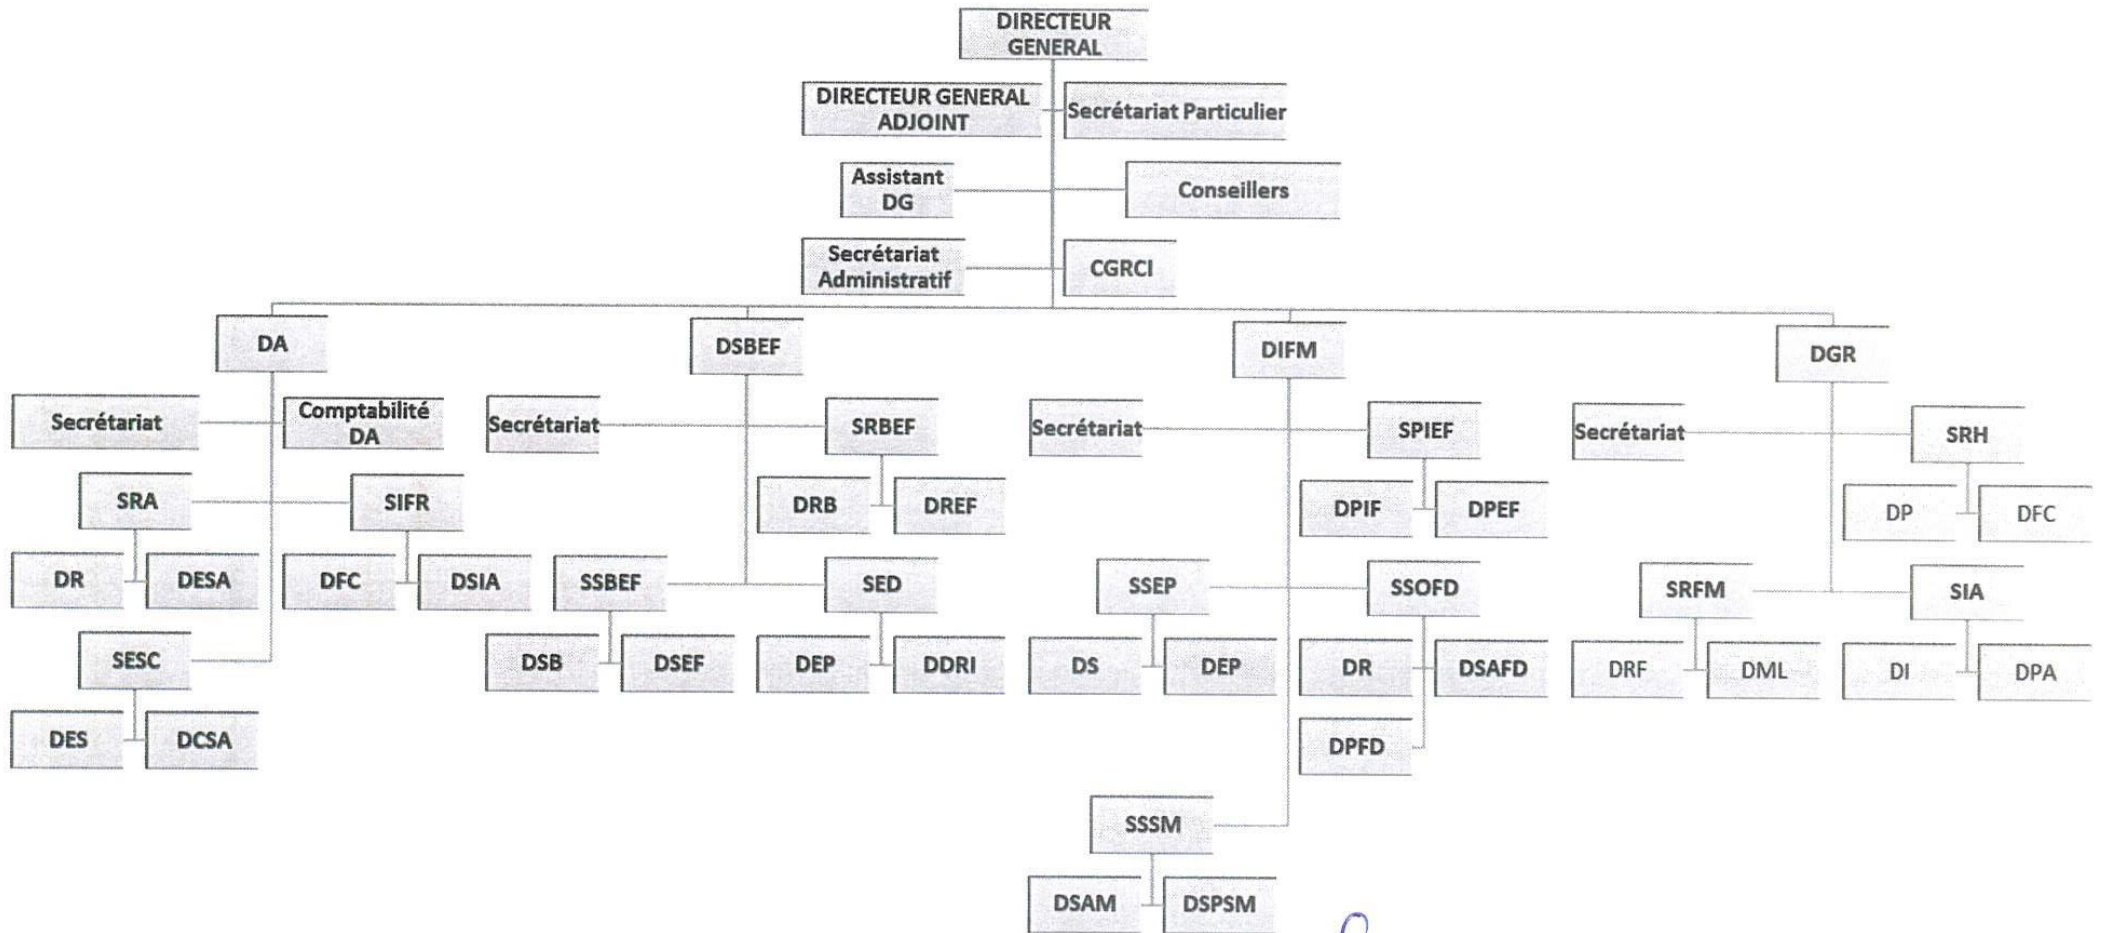 DIRECTEUR
GENERAL
DIRECTEUR GENERAL
ADJOINT
Secrétariat Particulier
Assistant
DG
Conseillers
Secrétariat
Administratif
CGRCI
DA
DSBEF
DIFM
DGR
Secrétariat
Comptabilité
DA
Secrétariat
SRBEF
Secrétariat
SPIEF
Secrétariat
SRH
SRA
SIFR
DRB
DREF
DPIF
DPEF
DP
DFC
DR
DESA
DFC
DSIA
SSBEF
SED
SSEP
SSOFD
SRFM
SIA
SESC
DSB
DSEF
DEP
DDRI
DS
DEP
DR
DSAFD
DRF
DML
DI
DPA
DES
DCSA
DPFD
SSSM
DSAM
DSPSM